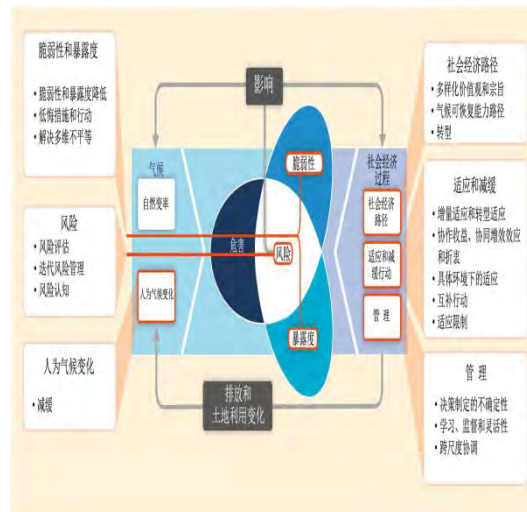 脆弱性和暴露度
• 脆弱性和暴露度降低
• 低悔措施和行动
• 解决多维不平等
风险
• 风险评估
• 迭代风险管理
• 风险认知
人为气候变化
• 减缓
影响
气候
自然变率
人为气候变化
危害
脆弱性
风险
暴露度
社会经济
过程
社会经济
路径
适应和减
缓行动
管 理
排放和
土地利用变化
社会经济路径
• 多样化价值观和宗旨
• 气候可恢复能力路径
• 转型
适应和减缓
• 增量适应和转型适应
• 协作收益、协同增效效应
和折衷
• 具体环境下的适应
• 互补行动
• 适应限制
管 理
• 决策制定的不确定性
• 学习、监督和灵活性
• 跨尺度协调